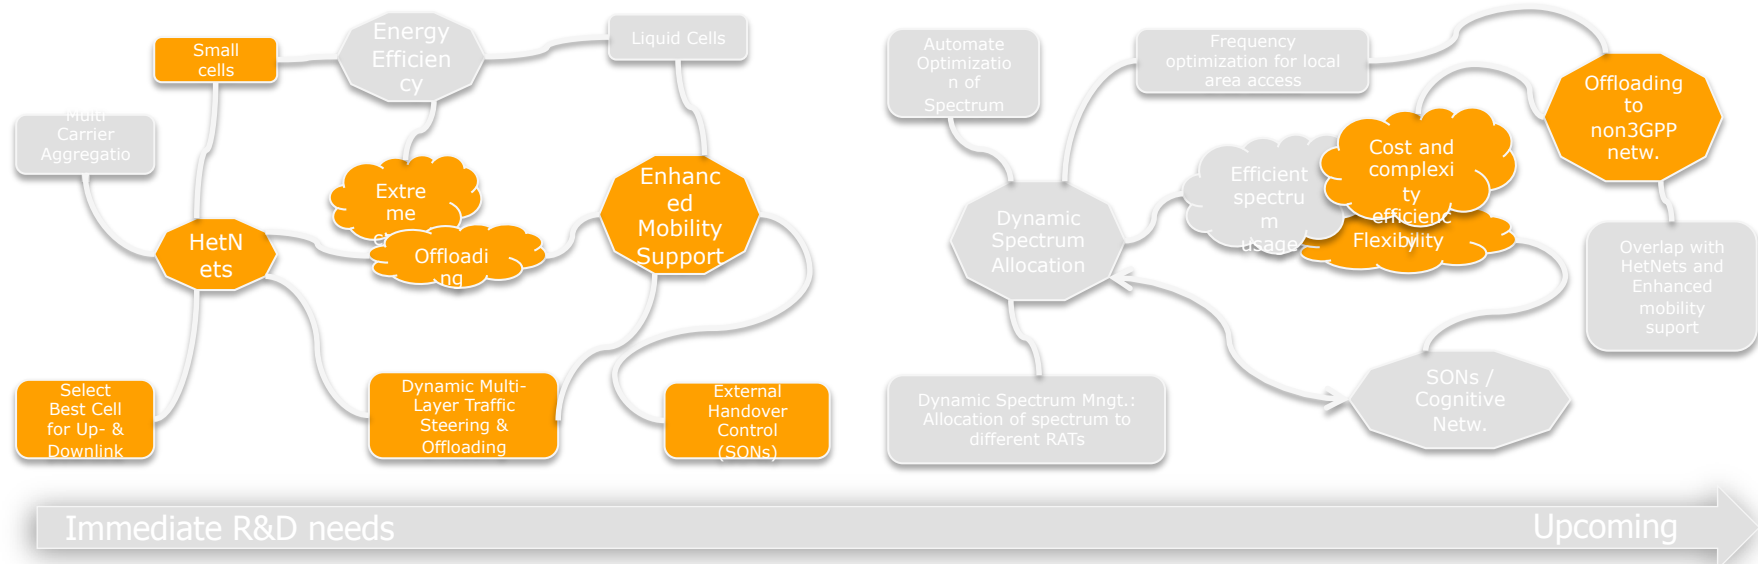 Small
cells
Energy
Efficien
cy
Liquid Cells
Multi
Carrier
Aggregatio
Extre
me
Offloadi
ng
Enhanc
ed
Mobility
Support
HetN
ets
Select
Best Cell
for Up- &
Downlink
Dynamic Multi-
Layer Traffic
Steering &
Offloading
External
Handover
Control
(SONs)
Automate
Optimizatio
n of
Spectrum
Frequency
optimization for local
area access
Offloading
to
non3GPP
netw.
Efficient
spectru
m
usage
Cost and
complexi
ty
efficienc
y
Flexibility
Dynamic
Spectrum
Allocation
Overlap with
HetNets and
Enhanced
mobility
suport
Dynamic Spectrum Mngt.:
Allocation of spectrum to
different RATs
SONs /
Cognitive
Netw.
Immediate R&D needs
Upcoming